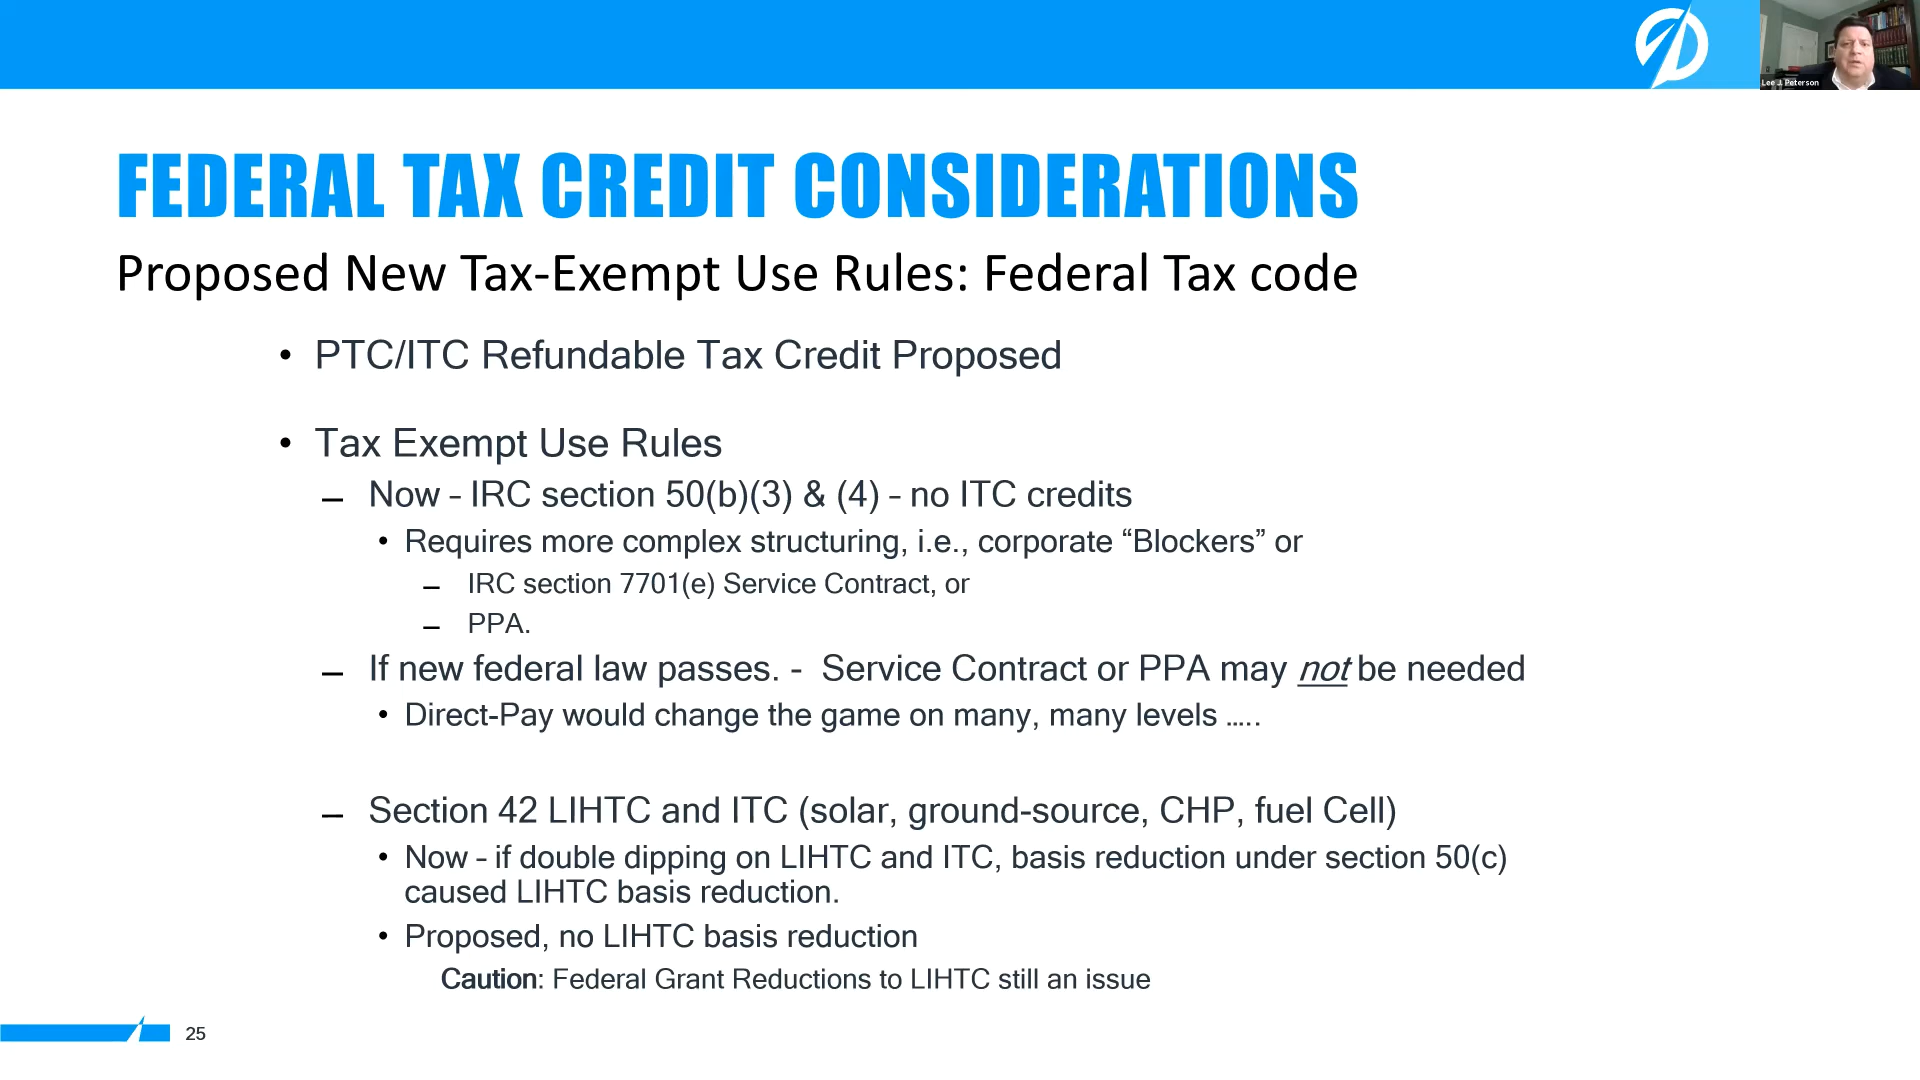 Lee J. Peterson
FEDERAL TAX CREDIT CONSIDERATIONS
Proposed New Tax-Exempt Use Rules: Federal Tax code
• PTC/ITC Refundable Tax Credit Proposed
• Tax Exempt Use Rules
– Now – IRC section 50(b)(3) & (4) – no ITC credits
• Requires more complex structuring, i.e., corporate “Blockers” or
– IRC section 7701(e) Service Contract, or
– PPA.
– If new federal law passes. - Service Contract or PPA may not be needed
• Direct-Pay would change the game on many, many levels …..
– Section 42 LIHTC and ITC (solar, ground-source, CHP, fuel Cell)
• Now – if double dipping on LIHTC and ITC, basis reduction under section 50(c)
caused LIHTC basis reduction.
• Proposed, no LIHTC basis reduction
Caution: Federal Grant Reductions to LIHTC still an issue
25